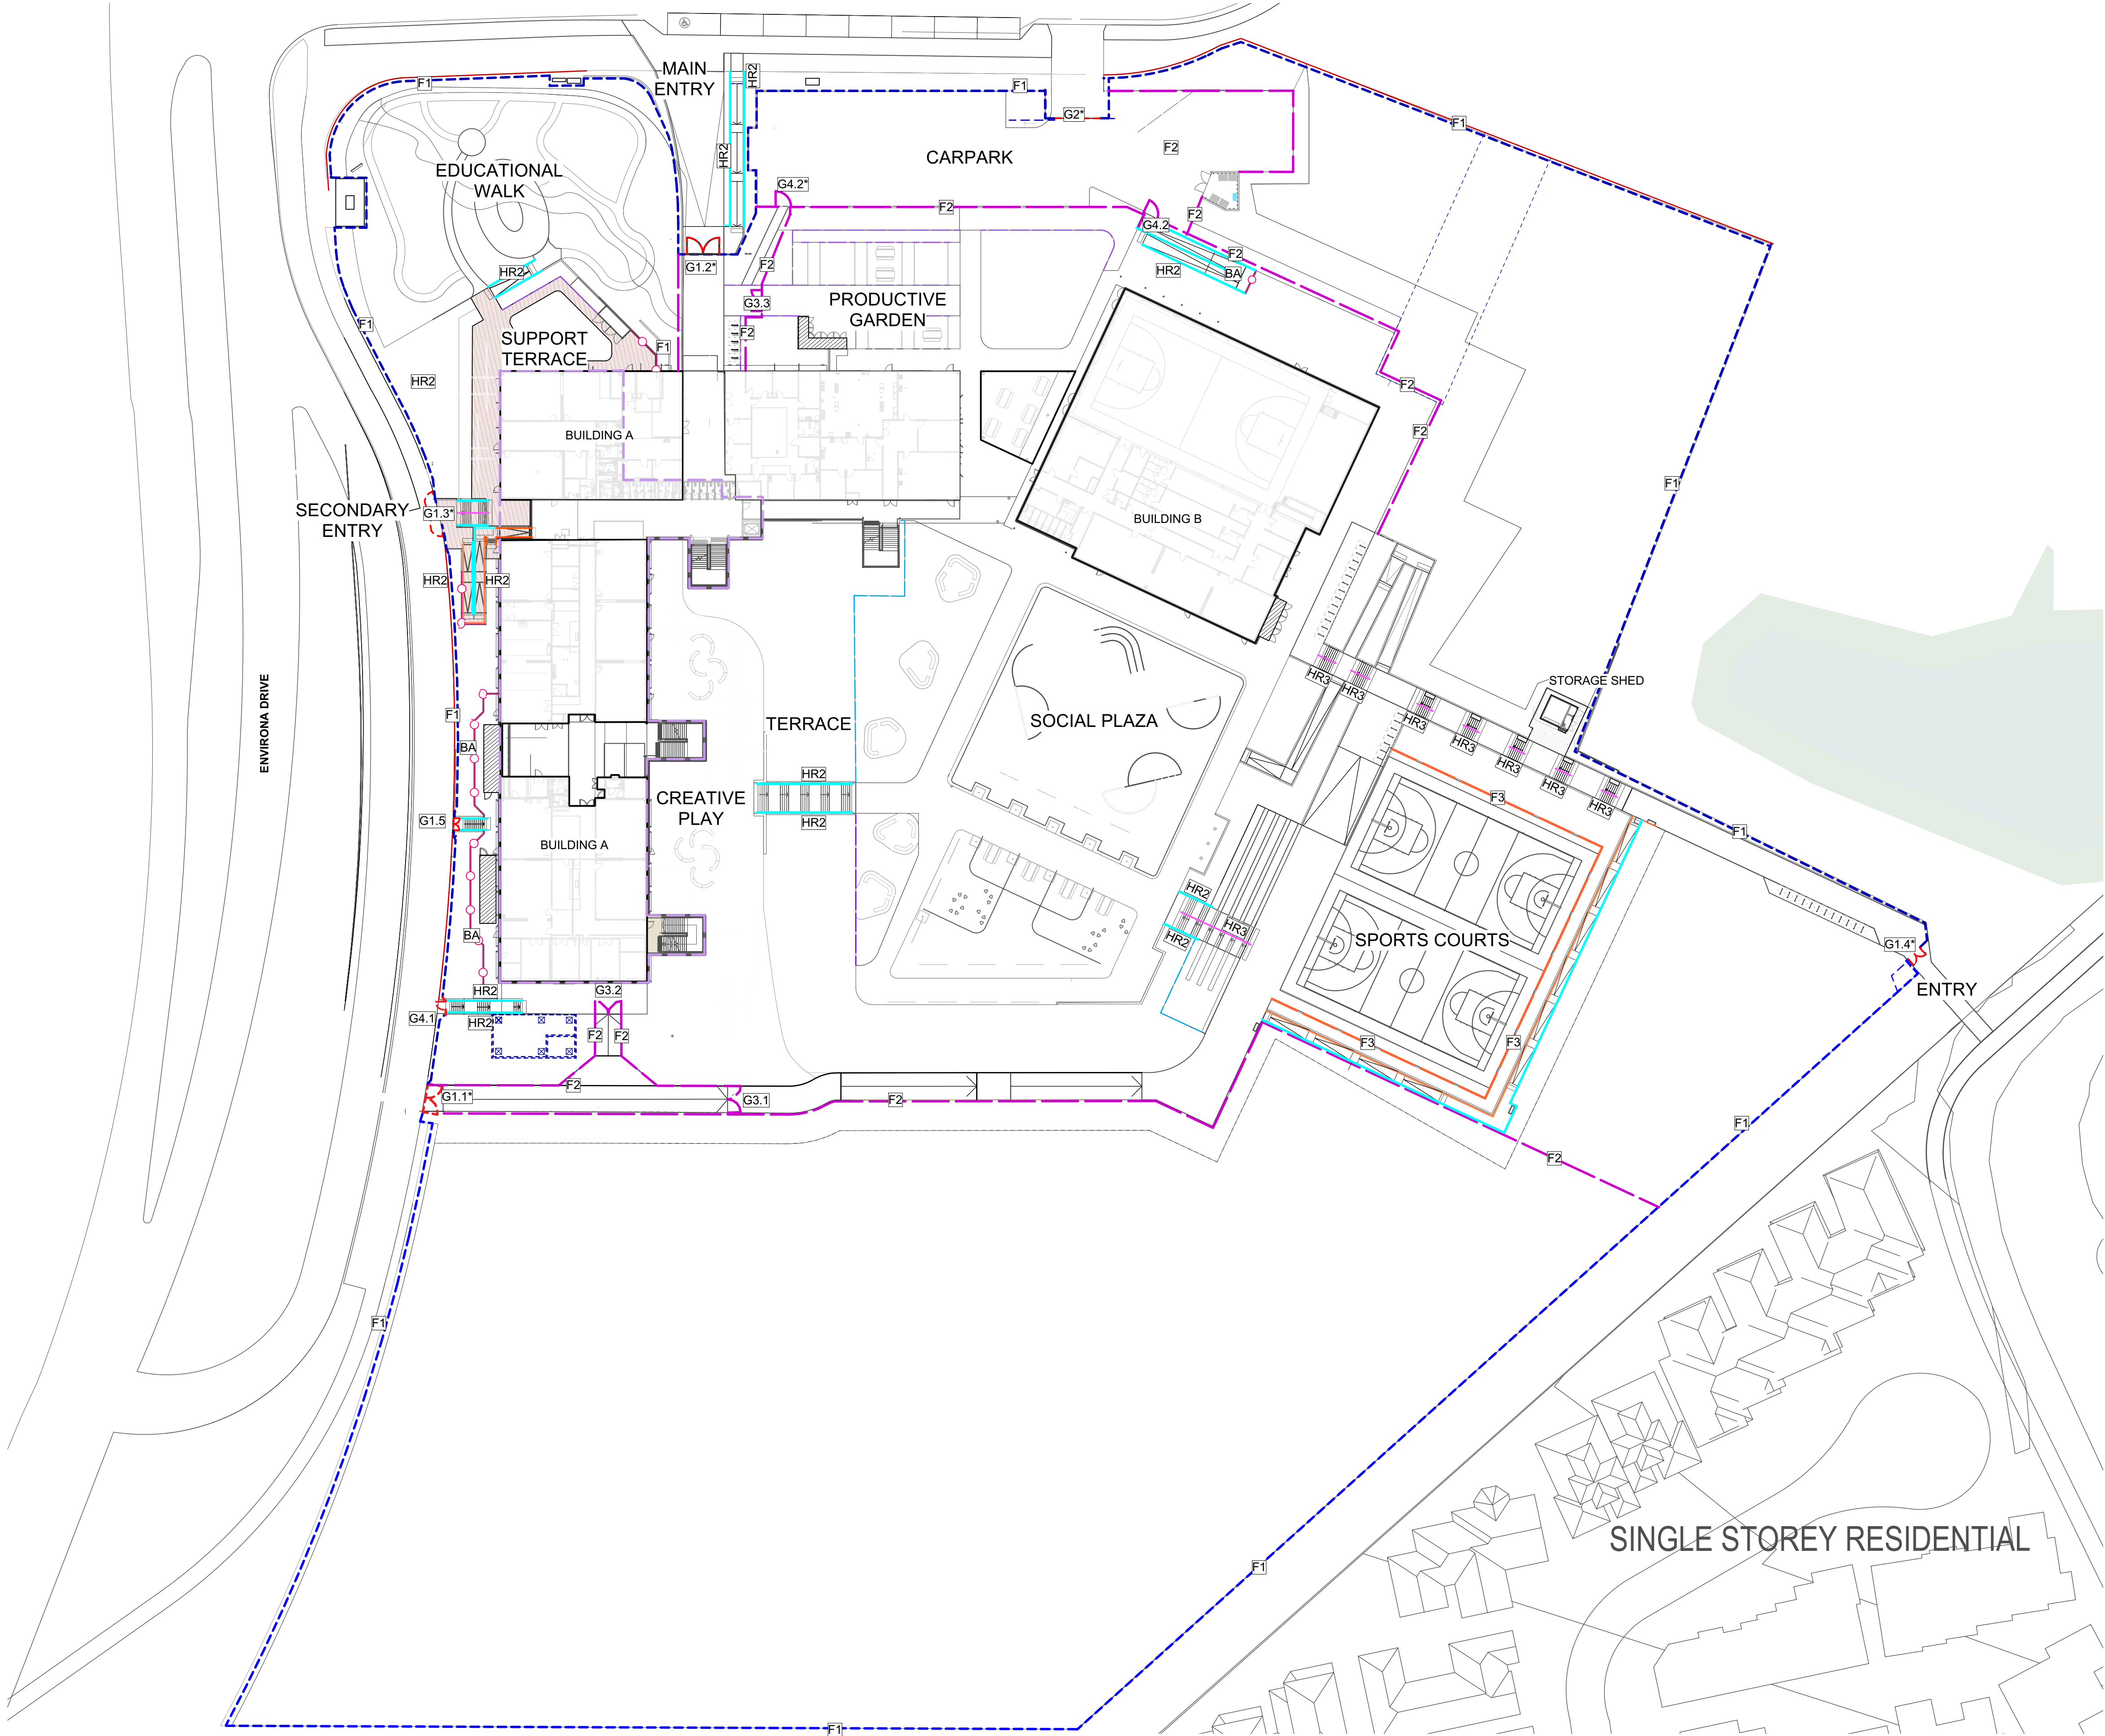 MAIN
ENTRY
HR2
F1
F1
G2*
F1
HR2
CARPARK
F2
EDUCATIONAL
WALK
G4.2*
F2
F2
G4.2
F2
G1.2*
F2
HR2
HR2
BA
G3.3
PRODUCTIVE
GARDEN
F1
SUPPORT
TERRACE
F1
F2
HR2
F2
BUILDING A
F2
F1
SECONDARY
ENTRY
G1.3*
BUILDING B
HR2
HR2
STORAGE SHED
HR3
HR3
ENVIRONA DRIVE
F1
TERRACE
SOCIAL PLAZA
HR3
HR3
BA
HR3
HR3
HR2
CREATIVE
PLAY
F3
HR3
G1.5
HR2
F1
BUILDING A
HR2
HR3
BA
HR2
SPORTS COURTS
G1.4*
HR2
G3.2
ENTRY
G4.1
HR2
F2
F2
F3
F3
F2
G1.1*
G3.1
F2
F1
F2
F1
SINGLE STOREY RESIDENTIAL
F1
F1